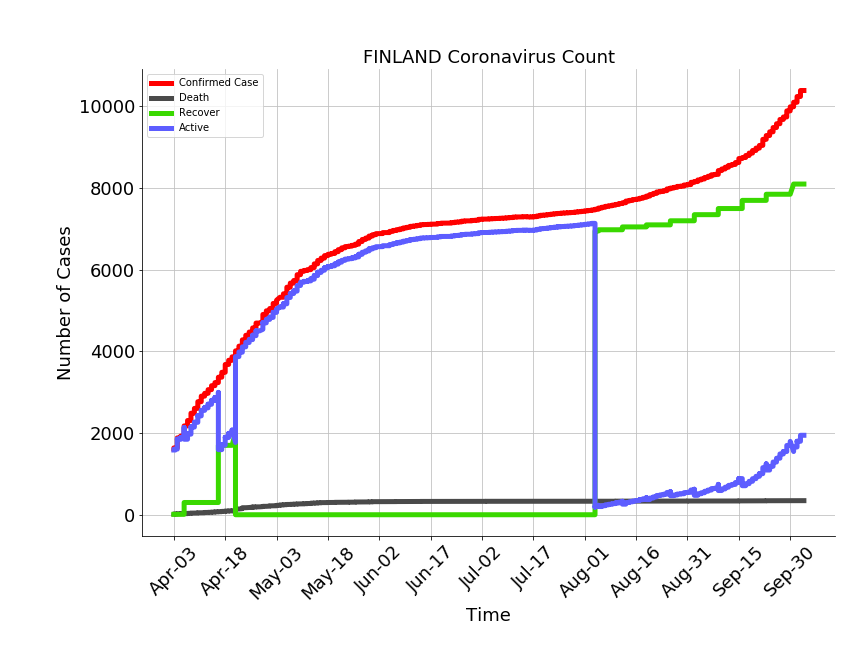 FINLAND Coronavirus Count
Confirmed Case
Death
Recover
Active
10000
8000
6000
4000
2000
0
Number of Cases
Apr-03
Apr-18
May-03
May-18
Jun-02
Jun-17
Jul-02
Jul-17
Aug-01
Aug-16
Aug-31
Sep-15
Sep-30
Time